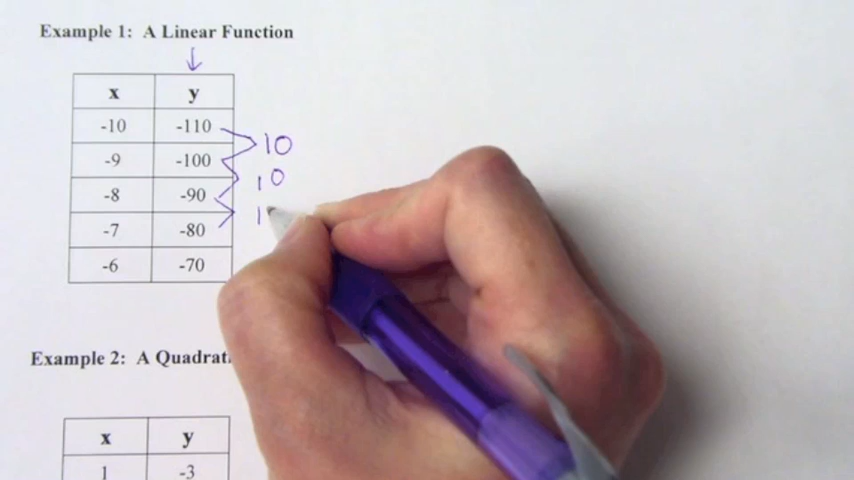 Example 1: A Linear Function
↓
x y
-10 -110
10
-9 -100
10
-8 -90
1
-7 -80
-6 -70
Example 2: A Quadrat
x y
1 -3